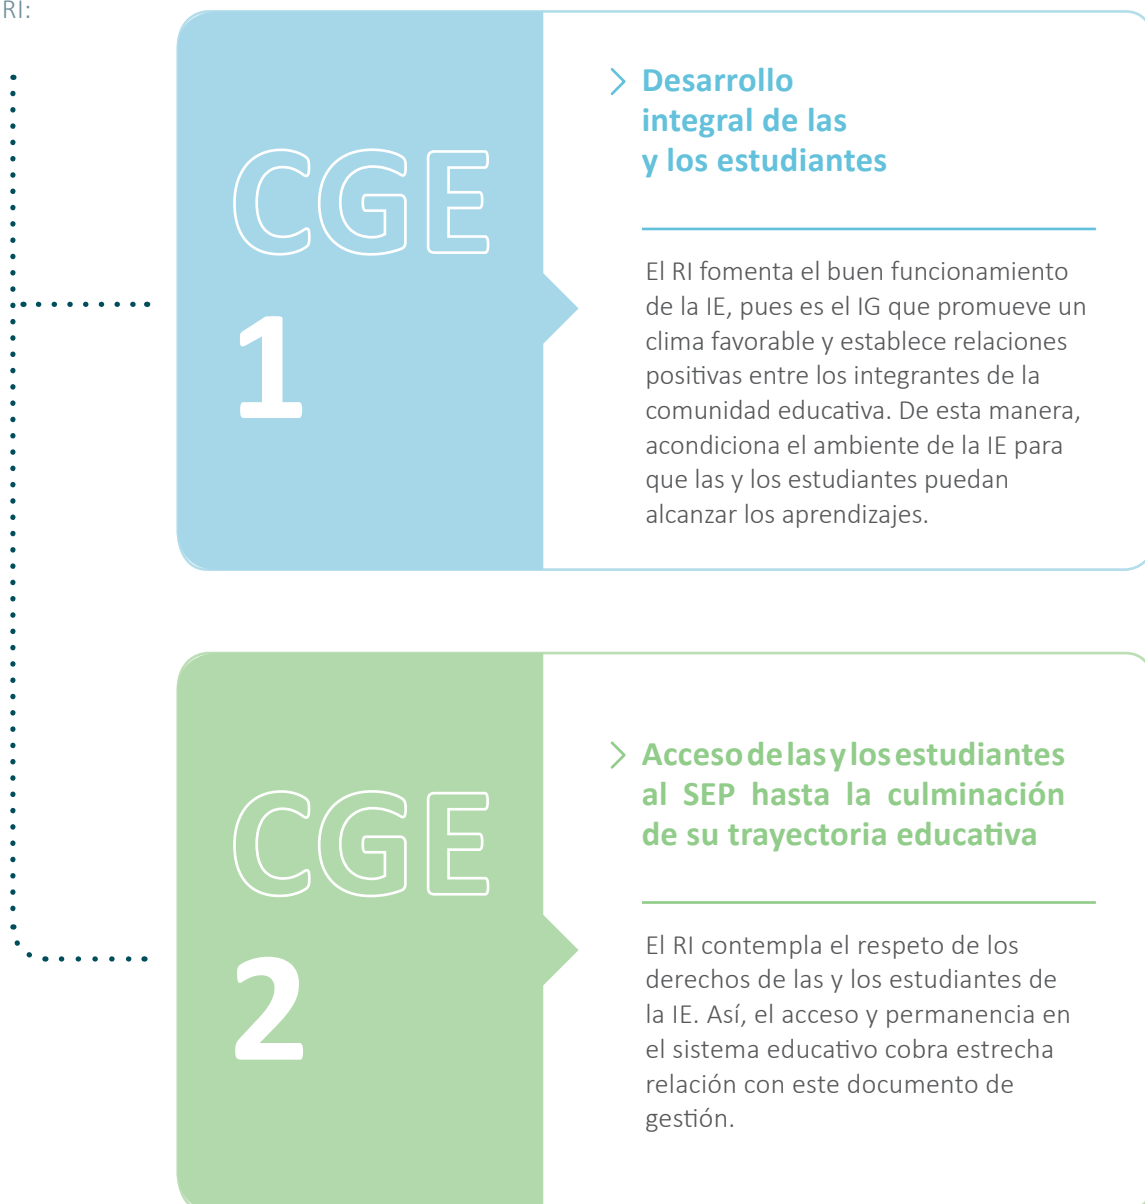 RI:
CGE
1
Desarrollo
integral de las
y los estudiantes
El RI fomenta el buen funcionamiento
de la IE, pues es el IG que promueve un
clima favorable y establece relaciones
positivas entre los integrantes de la
comunidad educativa. De esta manera,
acondiciona el ambiente de la IE para
que las y los estudiantes puedan
alcanzar los aprendizajes.
CGE
2
Acceso de las y los estudiantes
al SEP hasta la culminación
de su trayectoria educativa
El RI contempla el respeto de los
derechos de las y los estudiantes de
la IE. Así, el acceso y permanencia en
el sistema educativo cobra estrecha
relación con este documento de
gestión.